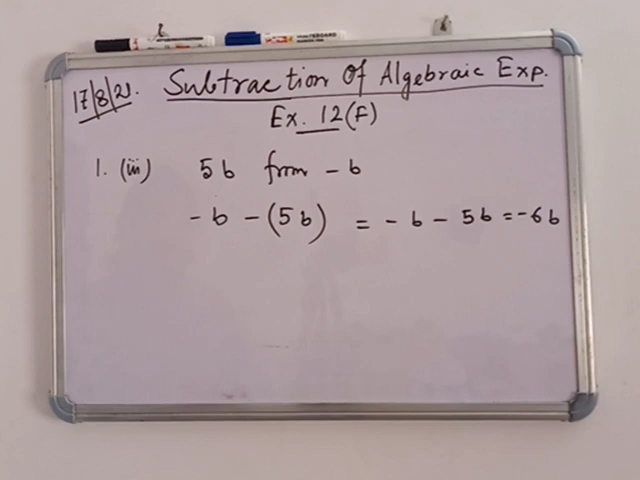 17/8/21. Subtraction Of Algebraic Exp.
Ex. 12(F)
1. (iii) 5b from -b
-b - (5b) = -b - 5b = -6b